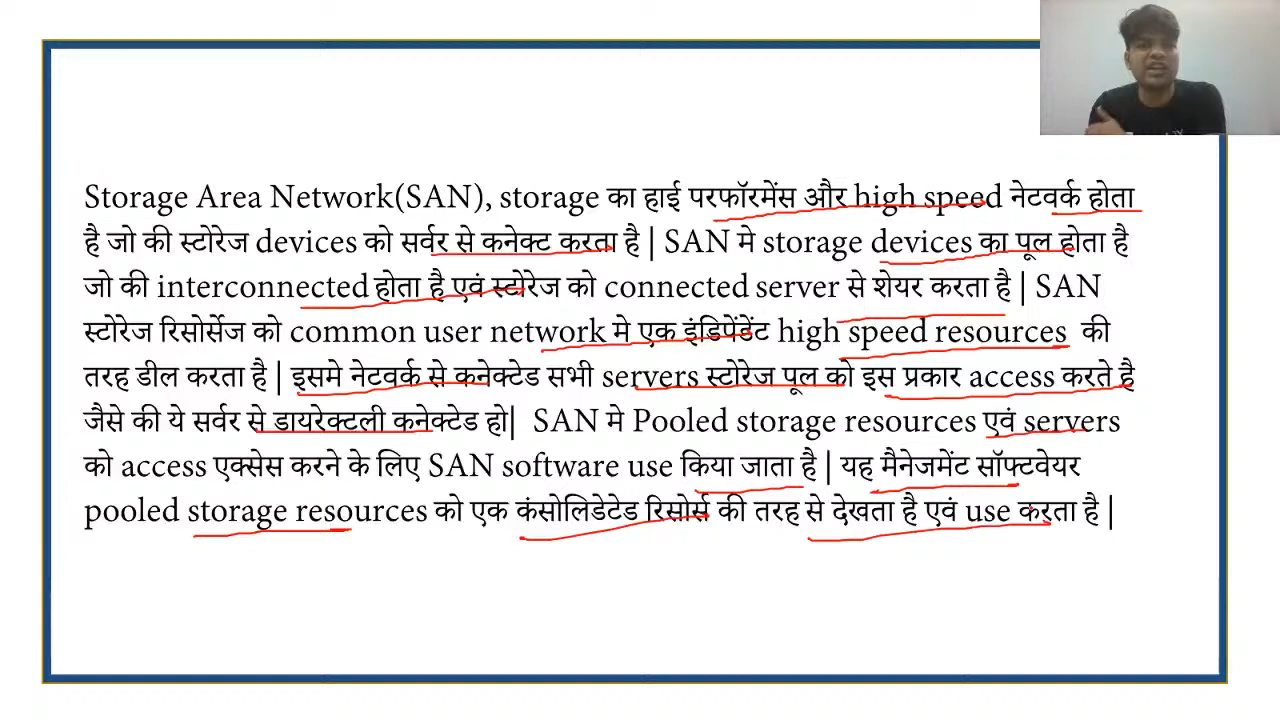 Storage Area Network(SAN), storage का हाई परफॉरमेंस और high speed नेटवर्क होता
है जो की स्टोरेज devices को सर्वर से कनेक्ट करता है | SAN मे storage devices का पूल होता है
जो की interconnected होता है एवं स्टोरेज को connected server से शेयर करता है | SAN
स्टोरेज रिसोर्सेज को common user network मे एक इंडिपेंडेंट high speed resources की
तरह डील करता है | इसमे नेटवर्क से कनेक्टेड सभी servers स्टोरेज पूल को इस प्रकार access करते है
जैसे की ये सर्वर से डायरेक्टली कनेक्टेड हो| SAN मे Pooled storage resources एवं servers
को access एक्सेस करने के लिए SAN software use किया जाता है | यह मैनेजमेंट सॉफ्टवेयर
pooled storage resources को एक कंसोलिडेटेड रिसोर्स की तरह से देखता है एवं use करता है |